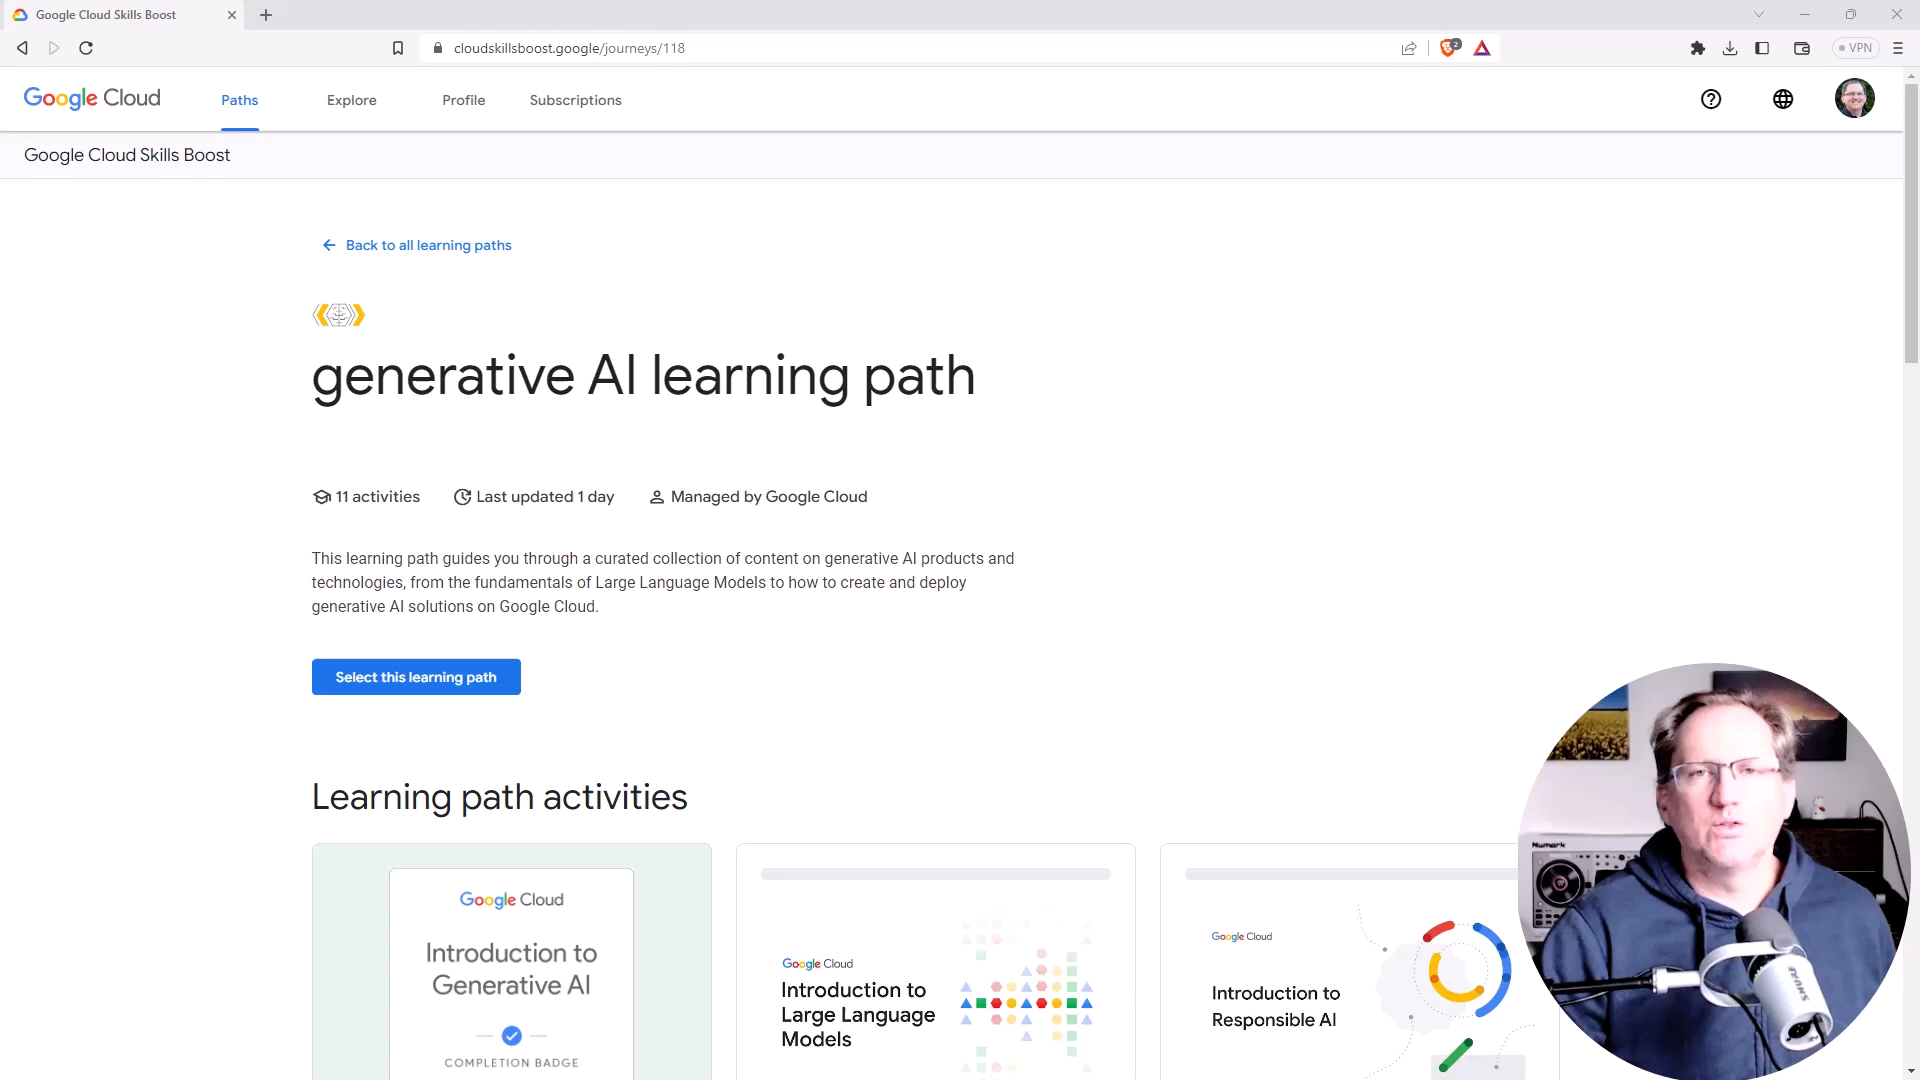 Google Cloud Skills Boost
cloudskillsboost.google/journeys/118
2
VPN
Google Cloud
Paths
Explore
Profile
Subscriptions
Google Cloud Skills Boost
Back to all learning paths
generative AI learning path
11 activities
Last updated 1 day
Managed by Google Cloud
This learning path guides you through a curated collection of content on generative AI products and
technologies, from the fundamentals of Large Language Models to how to create and deploy
generative AI solutions on Google Cloud.
Select this learning path
Learning path activities
Google Cloud
Introduction to
Generative AI
COMPLETION BADGE
Google Cloud
Introduction to
Large Language
Models
Google Cloud
Introduction to
Responsible AI
Numark
SHURE